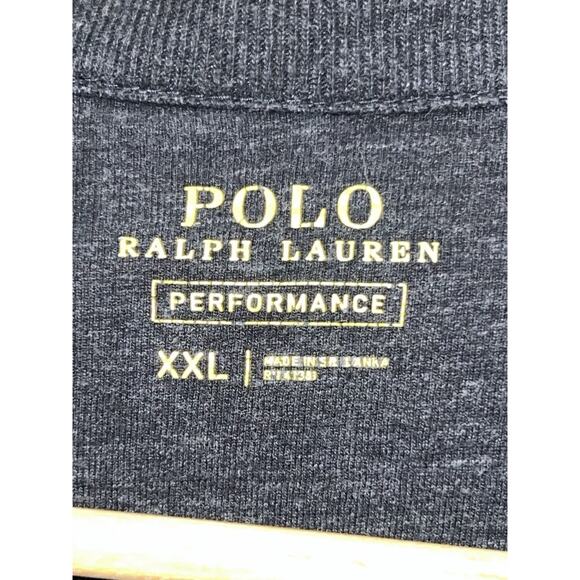 POLO
RALPH LAUREN
PERFORMANCE
XXL | MADE IN SRI LANKA